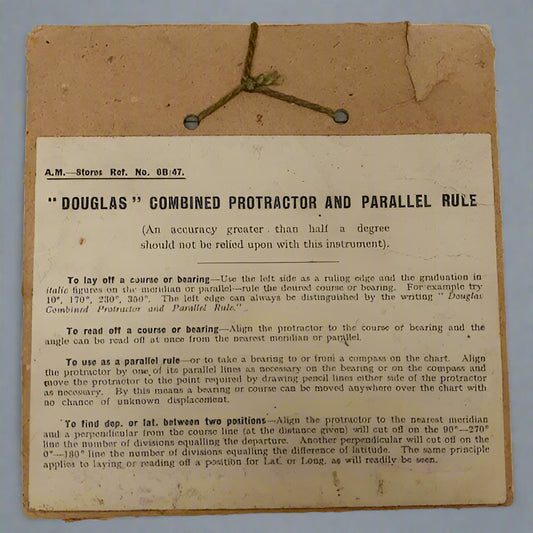 A.M.—Stores Ref. No. 6B/47.
"DOUGLAS" COMBINED PROTRACTOR AND PARALLEL RULE
(An accuracy greater than half a degree
should not be relied upon with this instrument).
To lay off a course or bearing—Use the left side as a ruling edge and the graduation in
italic figures on the meridian or parallel—rule the desired course or bearing. For example try
10°, 170°, 230°, 350°. The left edge can always be distinguished by the writing "Douglas
Combined Protractor and Parallel Rule."
To read off a course or bearing—Align the protractor to the course or bearing and the
angle can be read off at once from the nearest meridian or parallel.
To use as a parallel rule—or to take a bearing to or from a compass on the chart. Align
the protractor by one of its parallel lines as necessary on the bearing or on the compass and
move the protractor to the point required by drawing pencil lines either side of the protractor
as necessary. By this means a bearing or course can be moved anywhere over the chart with
no chance of unknown displacement.
To find dep. or lat. between two positions—Align the protractor to the nearest meridian
and a perpendicular from the course line (at the distance given) will cut off on the 90°—270°
line the number of divisions equalling the departure. Another perpendicular will cut off on the
0°—180° line the number of divisions equalling the difference of latitude. The same principle
applies to laying or reading off a position for Lat. or Long. as will readily be seen.